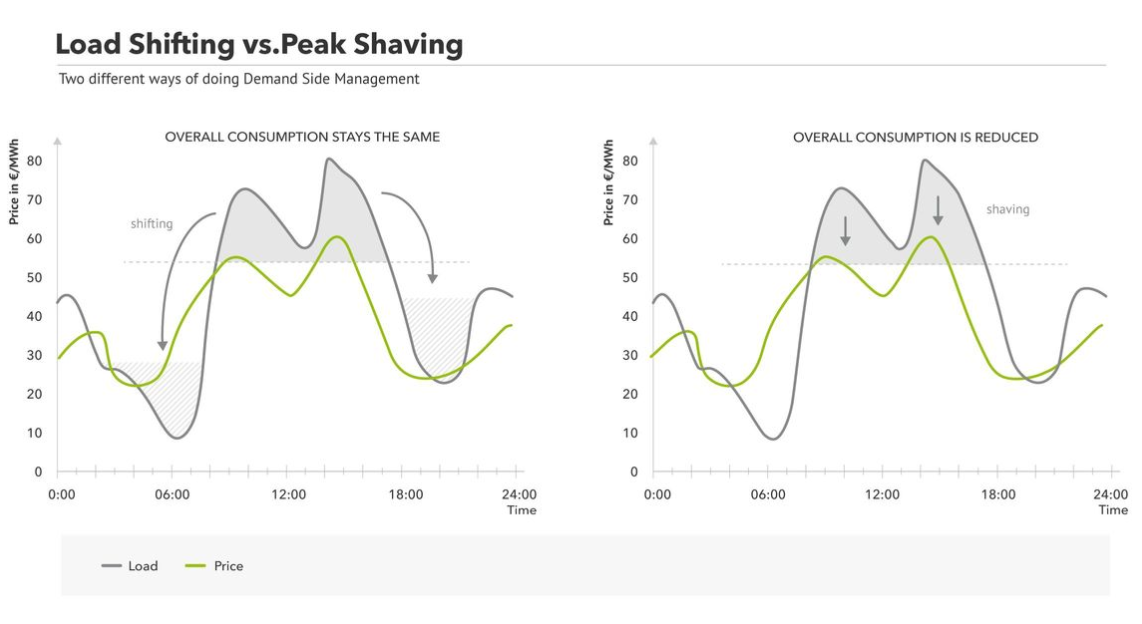 Load Shifting vs.Peak Shaving
Two different ways of doing Demand Side Management
OVERALL CONSUMPTION STAYS THE SAME
Price in €/MWh
80
70
60
50
40
30
20
10
0
shifting
0:00 06:00 12:00 18:00 24:00
Time
OVERALL CONSUMPTION IS REDUCED
Price in €/MWh
80
70
60
50
40
30
20
10
0
shaving
0:00 06:00 12:00 18:00 24:00
Time
Load Price